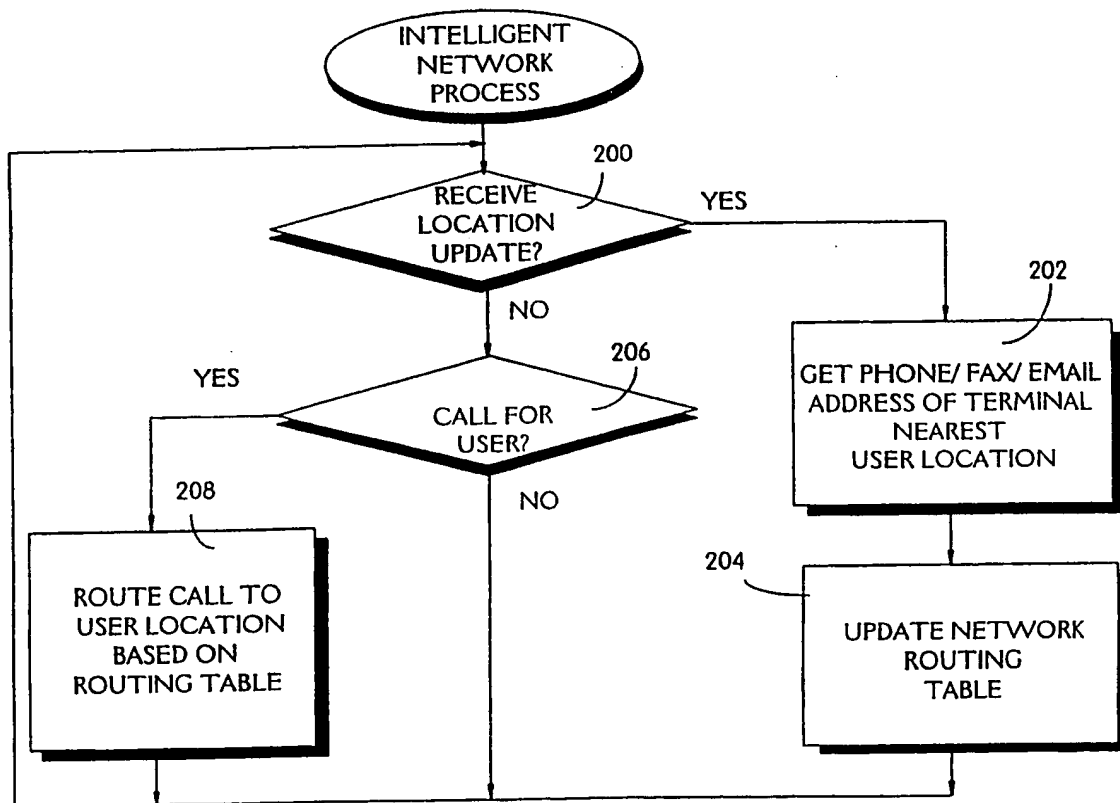 INTELLIGENT
NETWORK
PROCESS
200
RECEIVE
LOCATION
UPDATE?
YES
NO
202
GET PHONE/ FAX/ EMAIL
ADDRESS OF TERMINAL
NEAREST
USER LOCATION
206
YES
CALL FOR
USER?
NO
208
ROUTE CALL TO
USER LOCATION
BASED ON
ROUTING TABLE
204
UPDATE NETWORK
ROUTING
TABLE